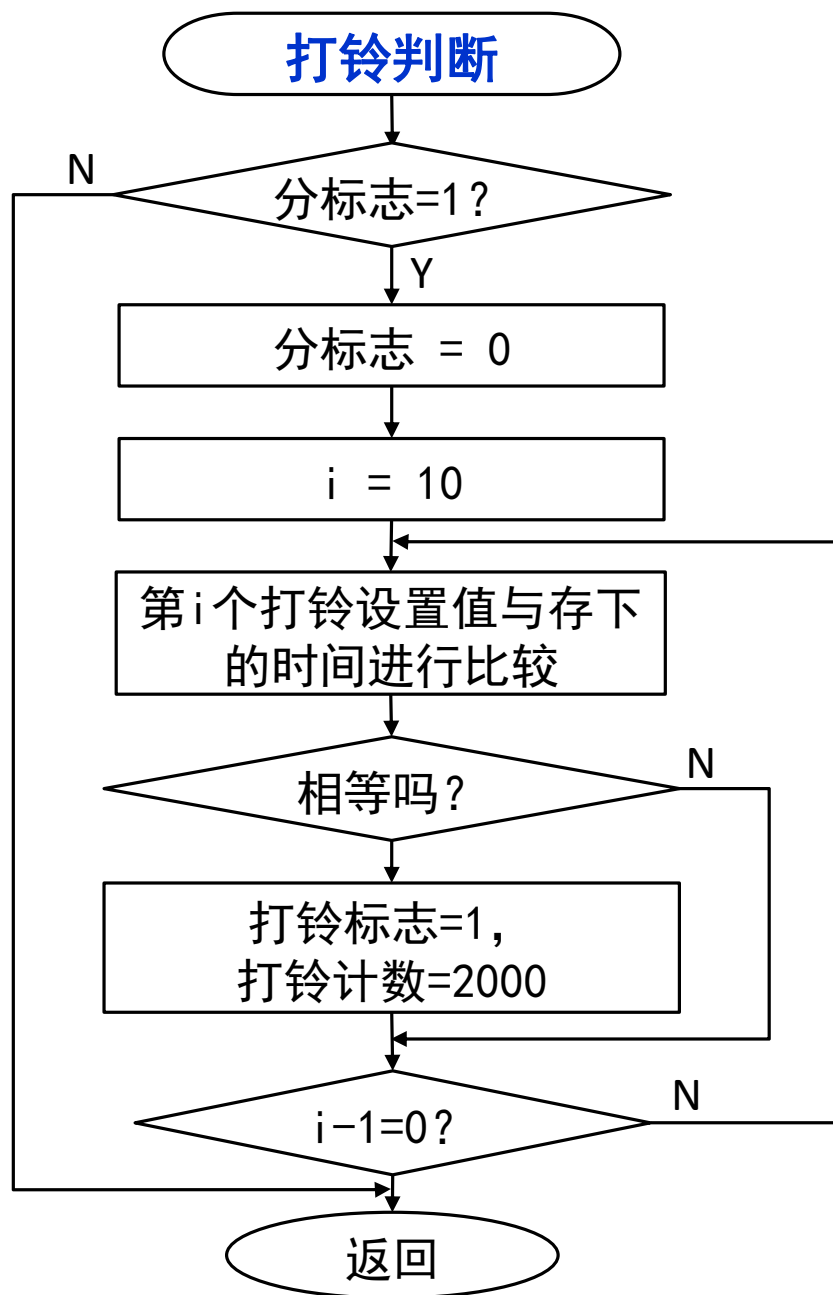 打铃判断
N
分标志=1?
Y
分标志 = 0
i = 10
第i个打铃设置值与存下
的时间进行比较
相等吗?
N
打铃标志=1,
打铃计数=2000
i-1=0?
N
返回